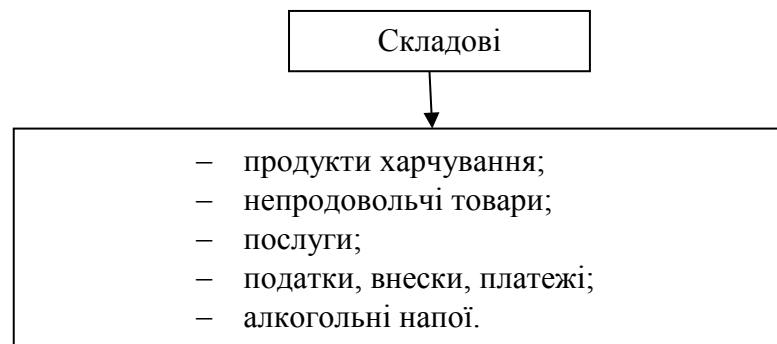 Складові
– продукти харчування;
– непродовольчі товари;
– послуги;
– податки, внески, платежі;
– алкогольні напої.